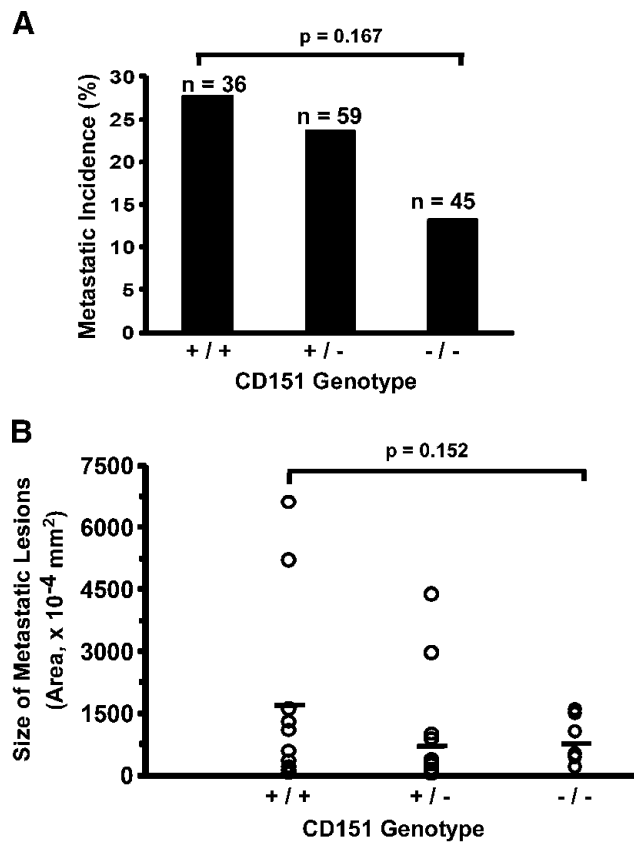 A
p = 0.167
Metastatic Incidence (%)
30
25
20
15
10
5
0
n = 36
n = 59
n = 45
+ / +
+ / -
- / -
CD151 Genotype
B
p = 0.152
Size of Metastatic Lesions
(Area, x 10⁻⁴ mm²)
7500
6000
4500
3000
1500
0
+ / +
+ / -
- / -
CD151 Genotype